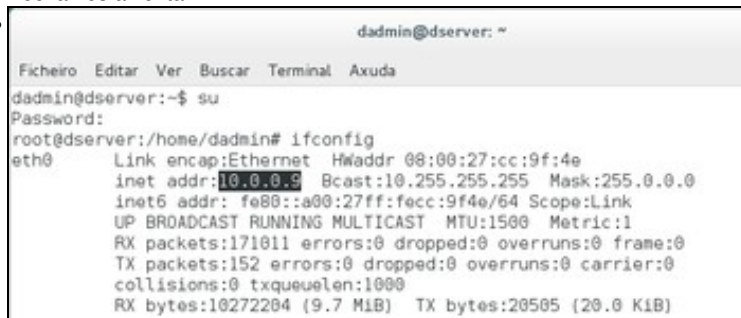 dadmin@dserver: ~
Ficheiro Editar Ver Buscar Terminal Axuda
dadmin@dserver:~$ su
Password:
root@dserver:/home/dadmin# ifconfig
eth0 Link encap:Ethernet HWaddr 08:00:27:cc:9f:4e
inet addr:10.0.0.9 Bcast:10.255.255.255 Mask:255.0.0.0
inet6 addr: fe80::a00:27ff:fecc:9f4e/64 Scope:Link
UP BROADCAST RUNNING MULTICAST MTU:1500 Metric:1
RX packets:171011 errors:0 dropped:0 overruns:0 frame:0
TX packets:152 errors:0 dropped:0 overruns:0 carrier:0
collisions:0 txqueuelen:1000
RX bytes:10272204 (9.7 MiB) TX bytes:20505 (20.0 KiB)